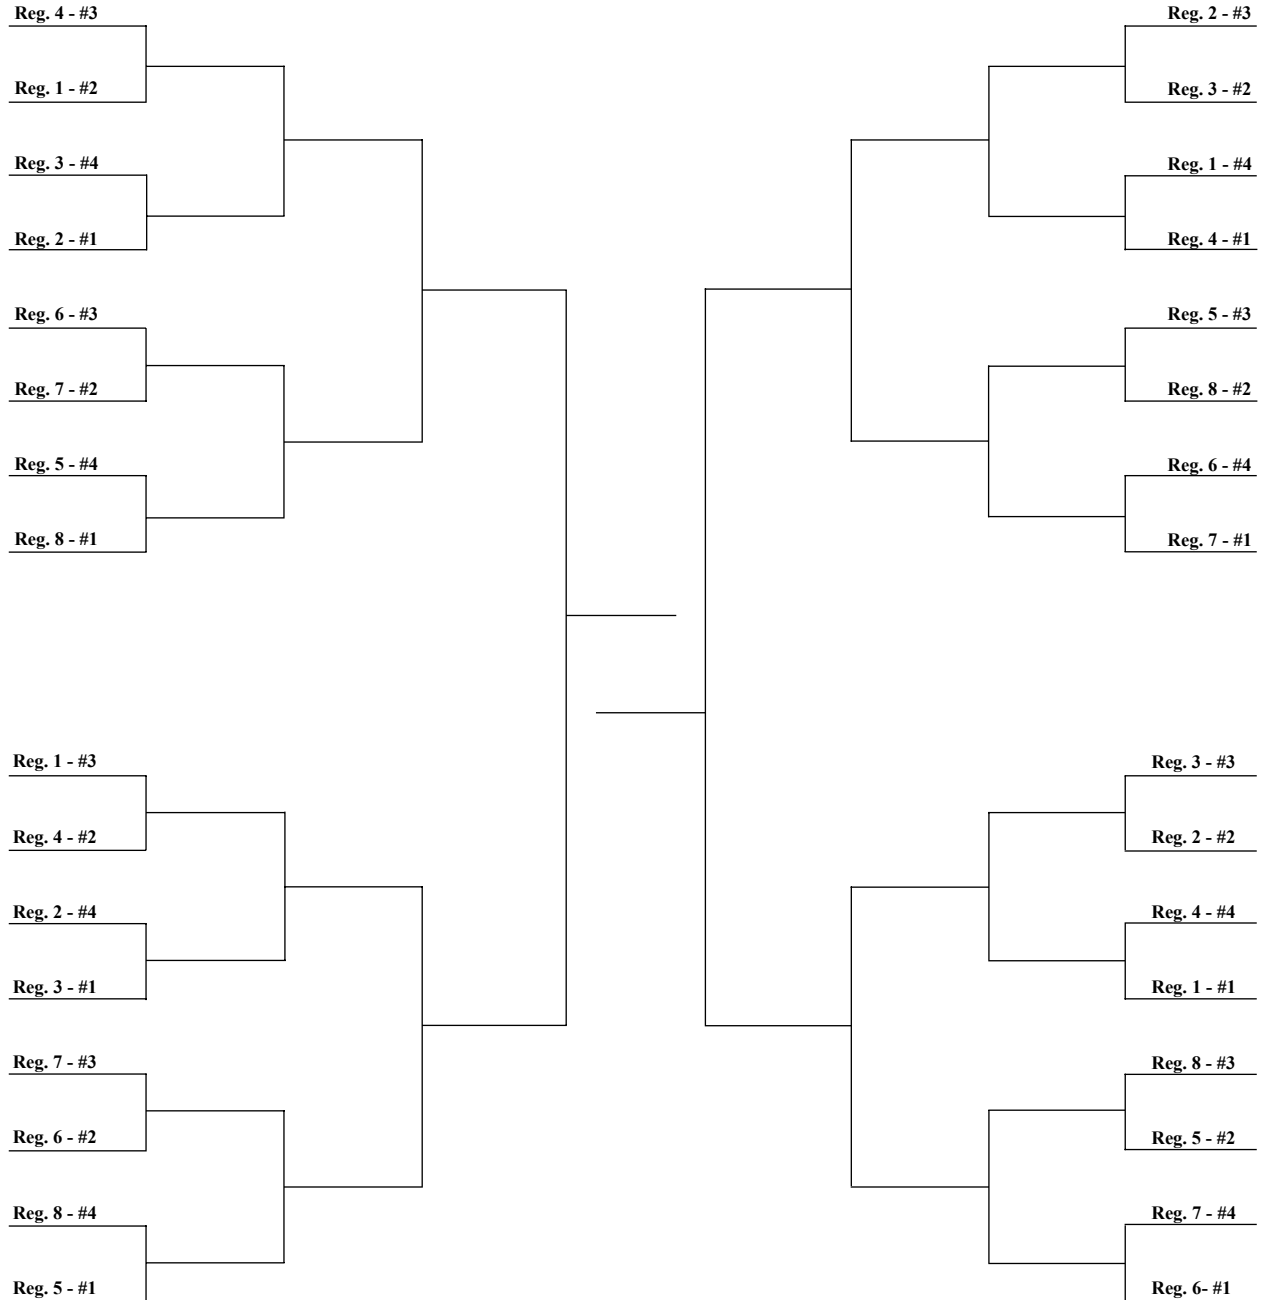 Reg. 4 - #3
Reg. 1 - #2
Reg. 3 - #4
Reg. 2 - #1
Reg. 6 - #3
Reg. 7 - #2
Reg. 5 - #4
Reg. 8 - #1
Reg. 1 - #3
Reg. 4 - #2
Reg. 2 - #4
Reg. 3 - #1
Reg. 7 - #3
Reg. 6 - #2
Reg. 8 - #4
Reg. 5 - #1
Reg. 2 - #3
Reg. 3 - #2
Reg. 1 - #4
Reg. 4 - #1
Reg. 5 - #3
Reg. 8 - #2
Reg. 6 - #4
Reg. 7 - #1
Reg. 3 - #3
Reg. 2 - #2
Reg. 4 - #4
Reg. 1 - #1
Reg. 8 - #3
Reg. 5 - #2
Reg. 7 - #4
Reg. 6- #1